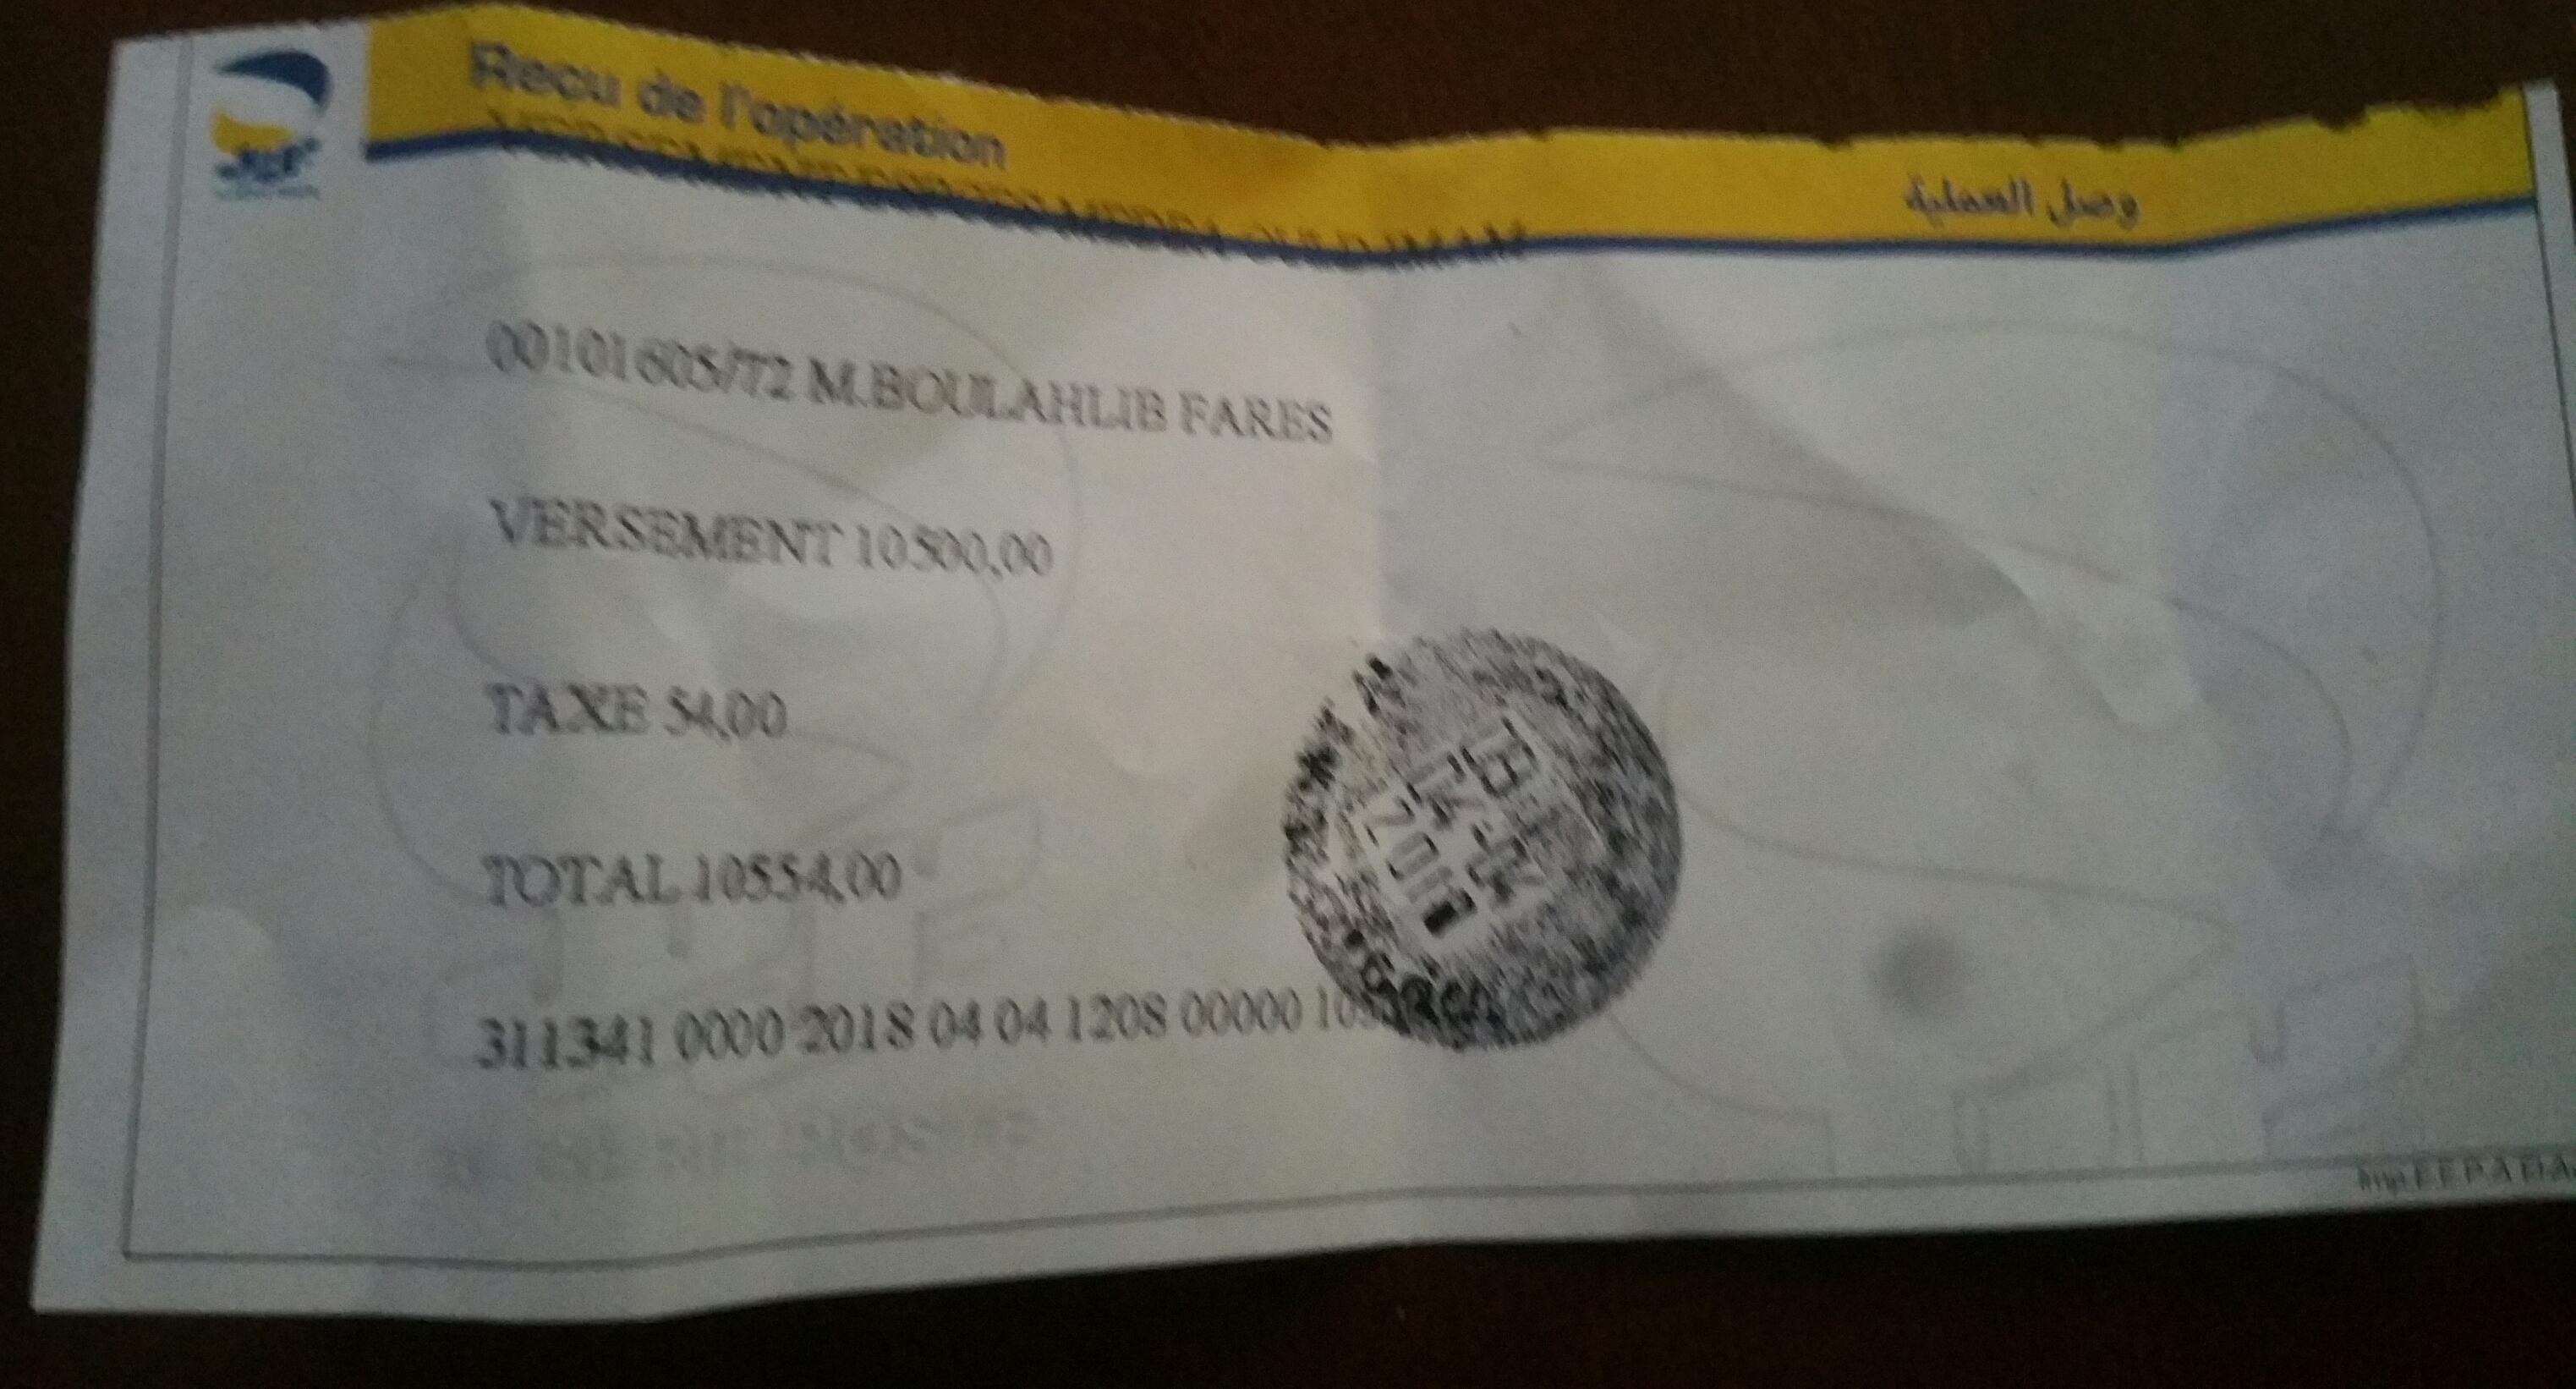 Reçu de l'opération
وصل العملية
00101605/72 M.BOULAHLIB FARES
VERSEMENT 10500,00
TAXE 54,00
TOTAL 10554,00
311341 0000 2018 04 04 1208 00000